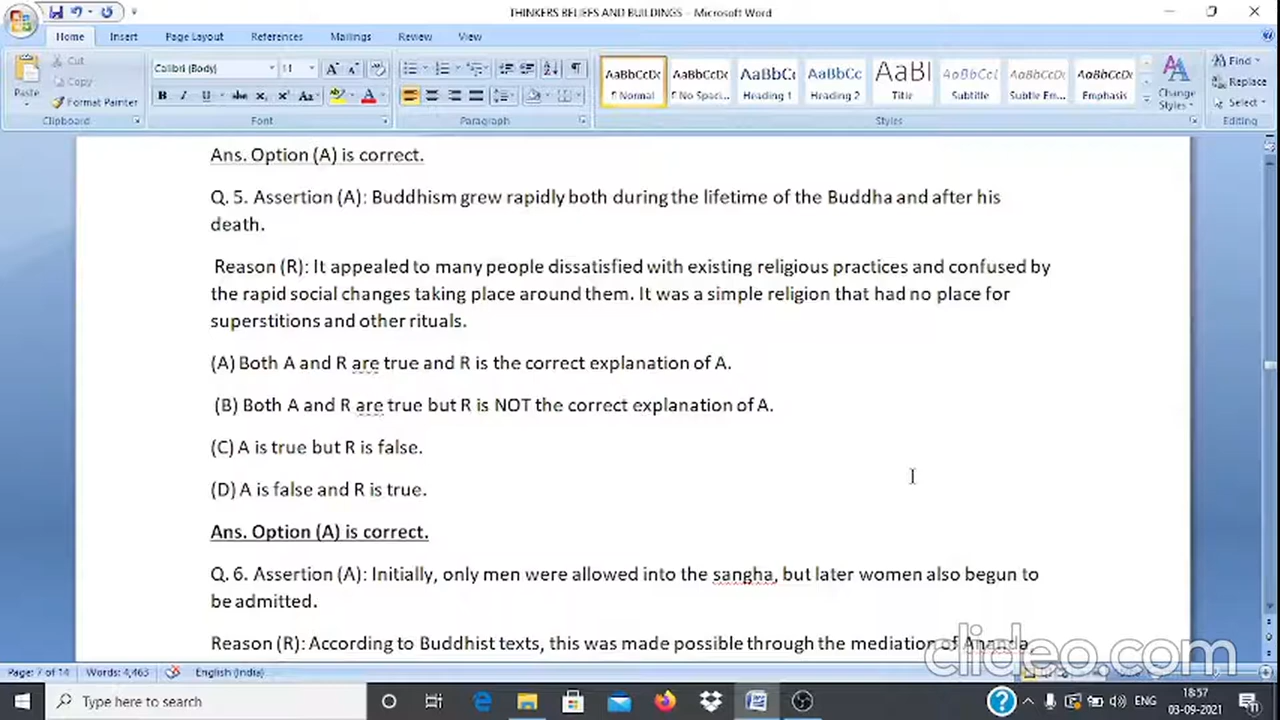 THINKERS BELIEFS AND BUILDINGS - Microsoft Word
Home Insert Page Layout References Mailings Review View
Cut
Copy
Format Painter
Paste
Clipboard
Calibri (Body) 11
Font
Paragraph
AaBbCcDc AaBbCcDc AaBbC AaBbCc AaBl AaBbCcL AaBbCcDt AaBbCcDt
¶ Normal ¶ No Spaci... Heading 1 Heading 2 Title Subtitle Subtle Em... Emphasis
Change Styles
Styles
Find
Replace
Select
Editing
Ans. Option (A) is correct.
Q. 5. Assertion (A): Buddhism grew rapidly both during the lifetime of the Buddha and after his
death.
Reason (R): It appealed to many people dissatisfied with existing religious practices and confused by
the rapid social changes taking place around them. It was a simple religion that had no place for
superstitions and other rituals.
(A) Both A and R are true and R is the correct explanation of A.
(B) Both A and R are true but R is NOT the correct explanation of A.
(C) A is true but R is false.
(D) A is false and R is true.
Ans. Option (A) is correct.
Q. 6. Assertion (A): Initially, only men were allowed into the sangha, but later women also begun to
be admitted.
Reason (R): According to Buddhist texts, this was made possible through the mediation of Ananda,
clideo.com
Page: 7 of 14 Words: 4,463 English (India)
Type here to search
ENG
18:57
03-09-2021